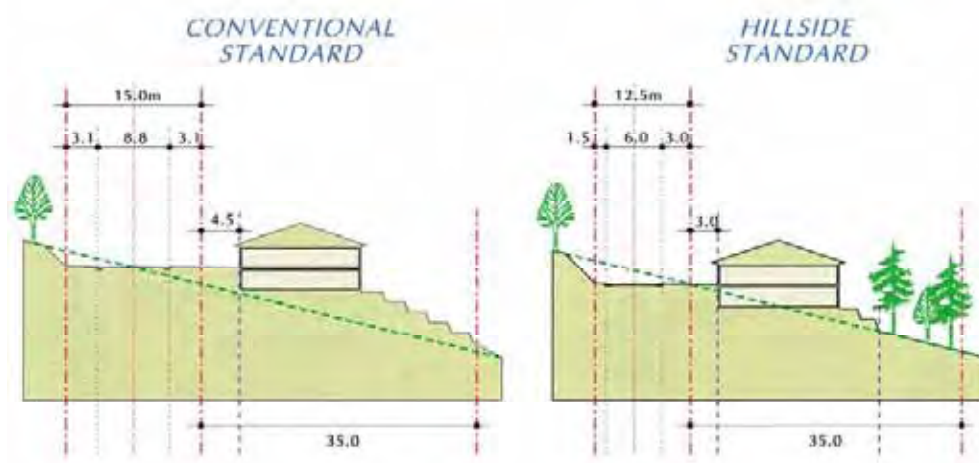 CONVENTIONAL
STANDARD
15.0m
3.1 8.8 3.1
4.5
35.0
HILLSIDE
STANDARD
12.5m
1.5 6.0 3.0
3.0
35.0